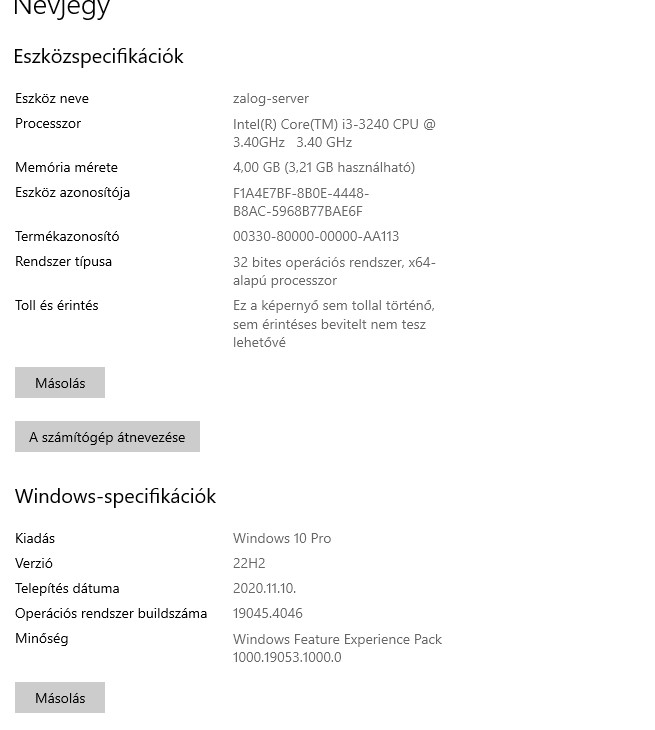 Névjegy
Eszközspecifikációk
Eszköz neve zalog-server
Processzor Intel(R) Core(TM) i3-3240 CPU @
3.40GHz 3.40 GHz
Memória mérete 4,00 GB (3,21 GB használható)
Eszköz azonosítója F1A4E7BF-8B0E-4448-
B8AC-5968B77BAE6F
Termékazonosító 00330-80000-00000-AA113
Rendszer típusa 32 bites operációs rendszer, x64-
alapú processzor
Toll és érintés Ez a képernyő sem tollal történő,
sem érintéses bevitelt nem tesz
lehetővé
Másolás
A számítógép átnevezése
Windows-specifikációk
Kiadás Windows 10 Pro
Verzió 22H2
Telepítés dátuma 2020.11.10.
Operációs rendszer buildszáma 19045.4046
Minőség Windows Feature Experience Pack
1000.19053.1000.0
Másolás